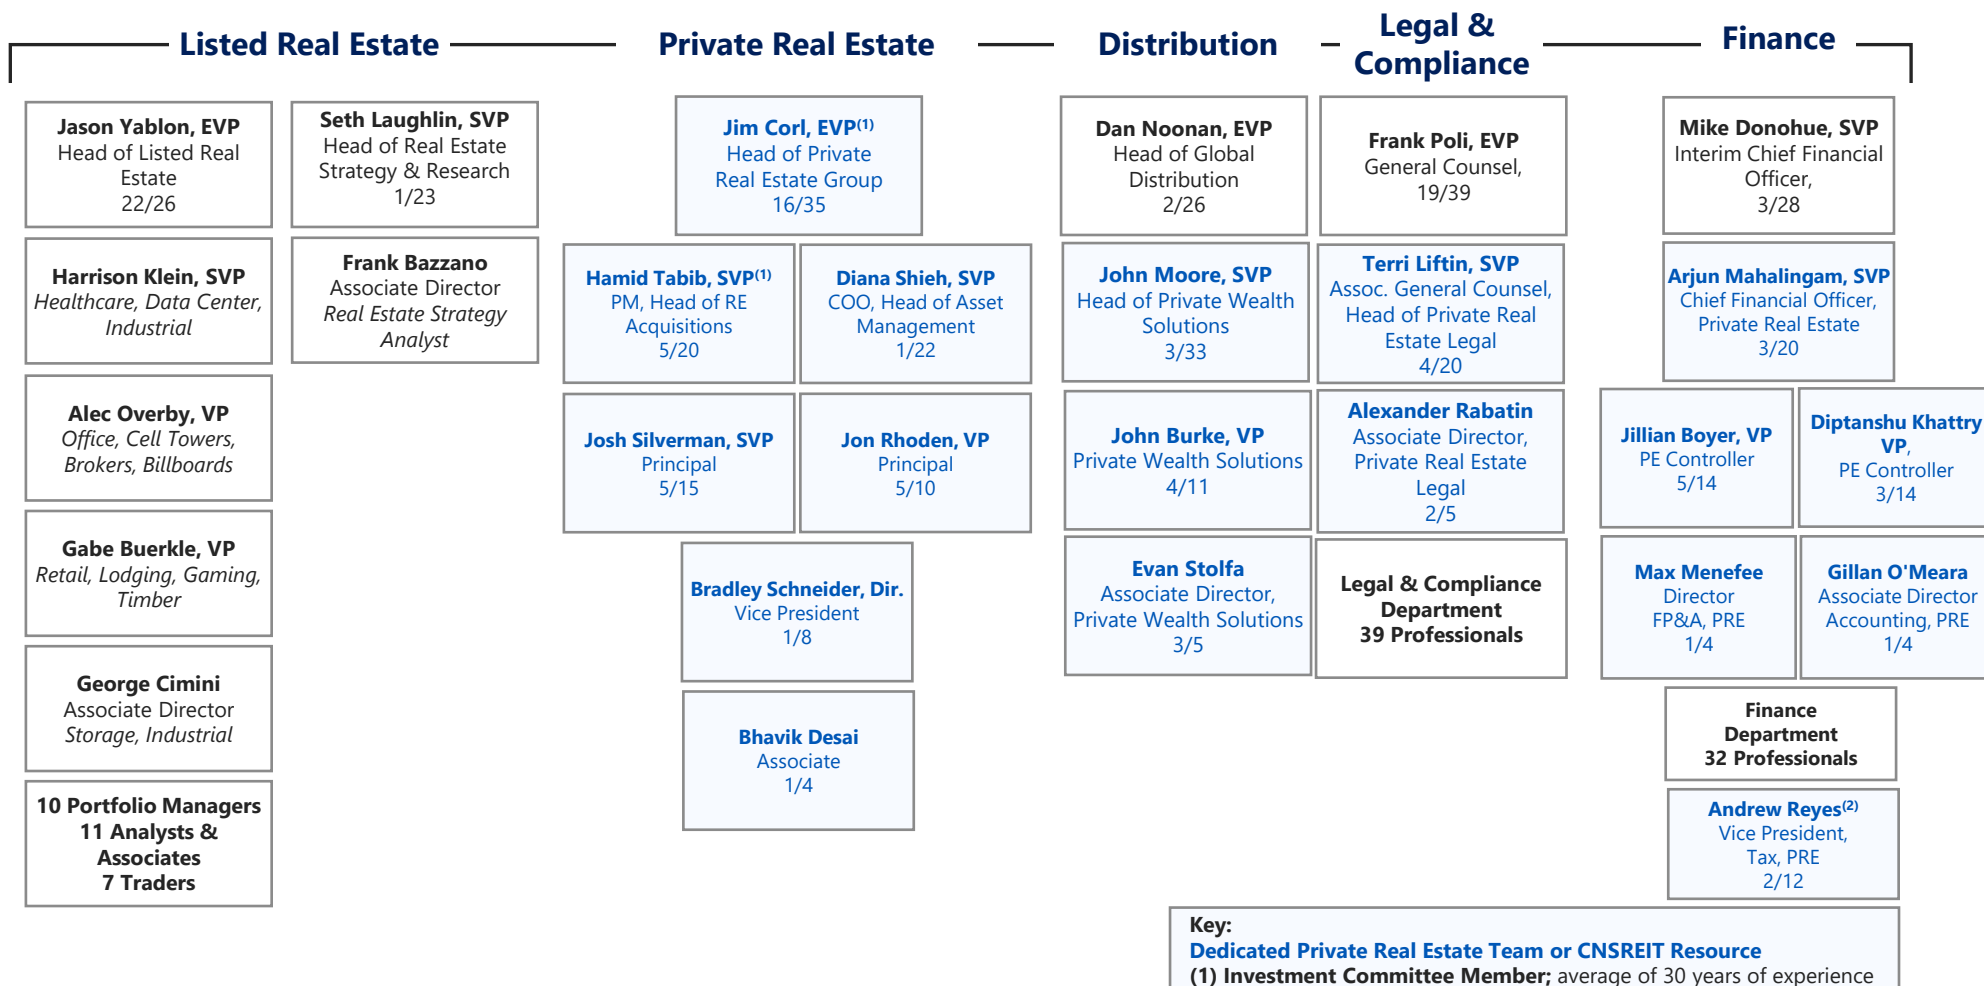 Listed Real Estate
Private Real Estate
Distribution
Legal &
Compliance
Finance
Jason Yablon, EVP
Head of Listed Real
Estate
22/26
Harrison Klein, SVP
Healthcare, Data Center,
Industrial
Alec Overby, VP
Office, Cell Towers,
Brokers, Billboards
Gabe Buerkle, VP
Retail, Lodging, Gaming,
Timber
George Cimini
Associate Director
Storage, Industrial
10 Portfolio Managers
11 Analysts &
Associates
7 Traders
Seth Laughlin, SVP
Head of Real Estate
Strategy & Research
1/23
Frank Bazzano
Associate Director
Real Estate Strategy
Analyst
Jim Corl, EVP(1)
Head of Private
Real Estate Group
16/35
Hamid Tabib, SVP(1)
PM, Head of RE
Acquisitions
5/20
Diana Shieh, SVP
COO, Head of Asset
Management
1/22
Josh Silverman, SVP
Principal
5/15
Jon Rhoden, VP
Principal
5/10
Bradley Schneider, Dir.
Vice President
1/8
Bhavik Desai
Associate
1/4
Dan Noonan, EVP
Head of Global
Distribution
2/26
John Moore, SVP
Head of Private Wealth
Solutions
3/33
John Burke, VP
Private Wealth Solutions
4/11
Evan Stolfa
Associate Director,
Private Wealth Solutions
3/5
Frank Poli, EVP
General Counsel,
19/39
Terri Liftin, SVP
Assoc. General Counsel,
Head of Private Real
Estate Legal
4/20
Alexander Rabatin
Associate Director,
Private Real Estate
Legal
2/5
Legal & Compliance
Department
39 Professionals
Mike Donohue, SVP
Interim Chief Financial
Officer,
3/28
Arjun Mahalingam, SVP
Chief Financial Officer,
Private Real Estate
3/20
Jillian Boyer, VP
PE Controller
5/14
Diptanshu Khattry
VP,
PE Controller
3/14
Max Menefee
Director
FP&A, PRE
1/4
Gillan O'Meara
Associate Director
Accounting, PRE
1/4
Finance
Department
32 Professionals
Andrew Reyes(2)
Vice President,
Tax, PRE
2/12
Key:
Dedicated Private Real Estate Team or CNSREIT Resource
(1) Investment Committee Member; average of 30 years of experience